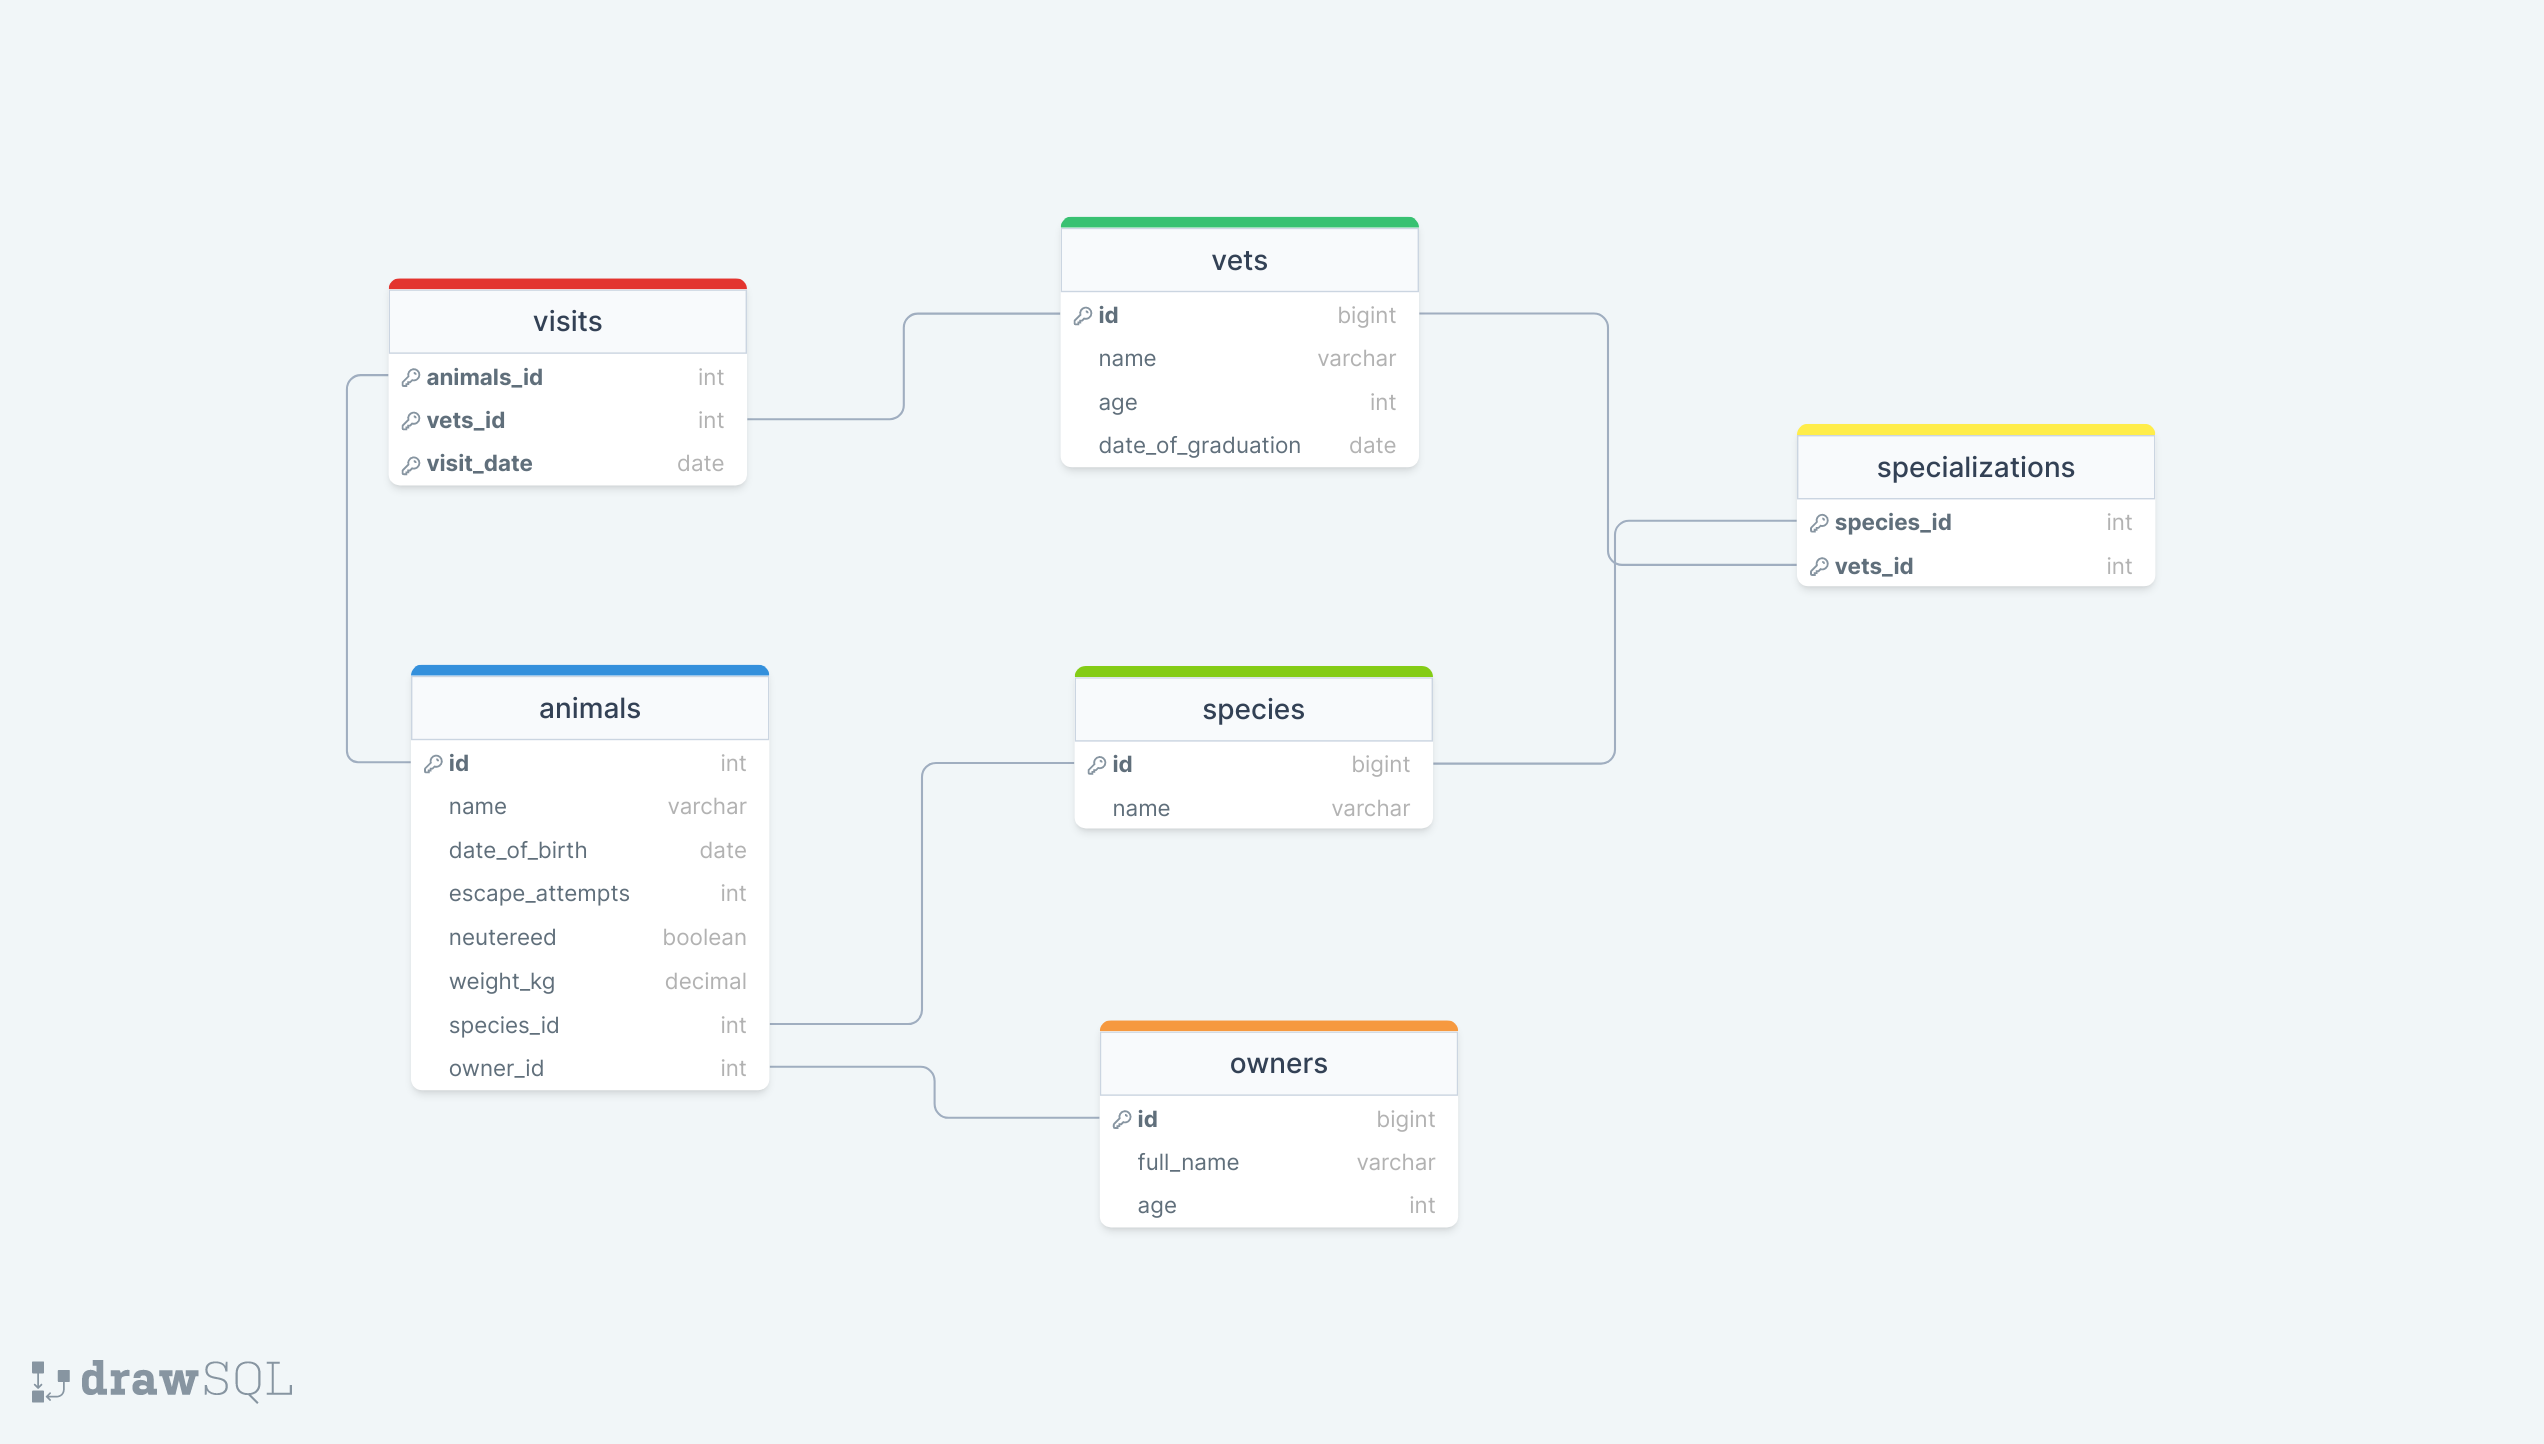 visits
animals_id int
vets_id int
visit_date date
vets
id bigint
name varchar
age int
date_of_graduation date
specializations
species_id int
vets_id int
animals
id int
name varchar
date_of_birth date
escape_attempts int
neutereed boolean
weight_kg decimal
species_id int
owner_id int
species
id bigint
name varchar
owners
id bigint
full_name varchar
age int
drawSQL